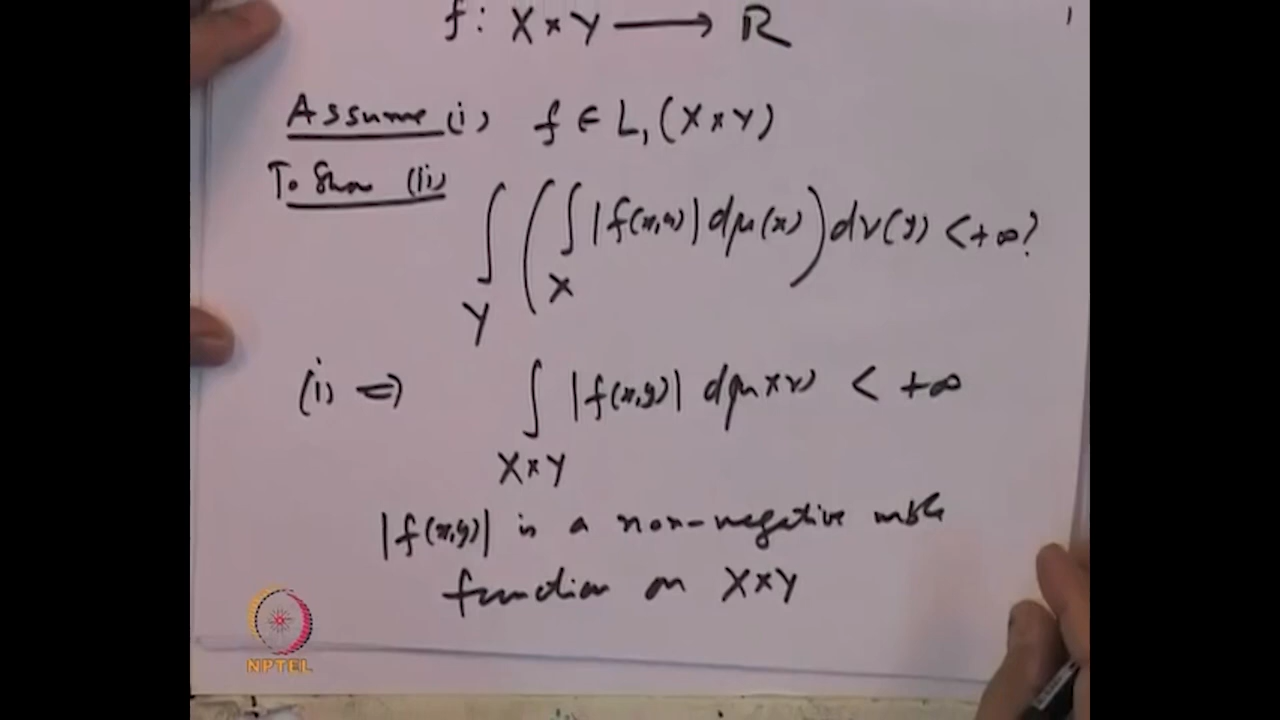 f: X×Y ⟶ ℝ
Assume (i) f ∈ L₁(X×Y)
To Show (ii) ∫_Y ( ∫_X |f(x,y)| dμ(x) ) dν(y) < +∞?
(i) ⇒ ∫_{X×Y} |f(x,y)| dμ×ν) < +∞
|f(x,y)| is a non-negative mble
function on X×Y
NPTEL